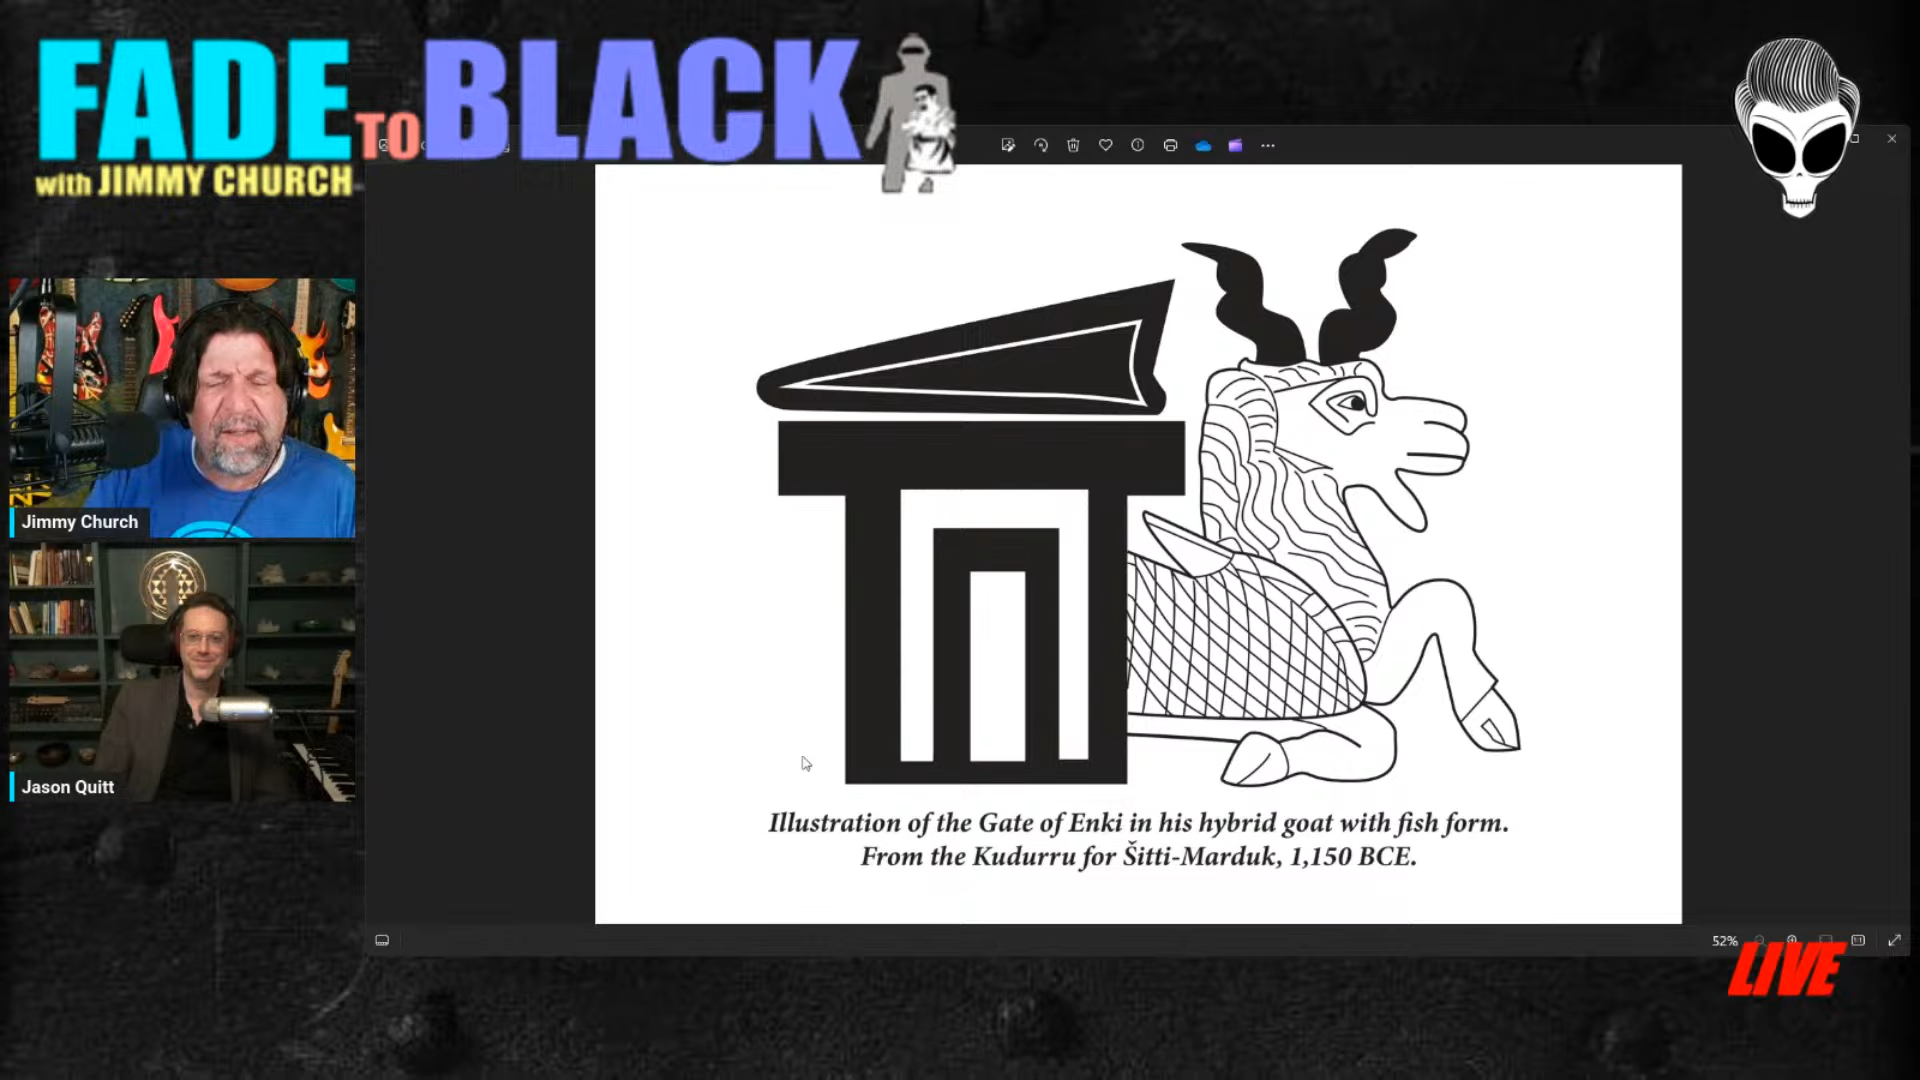 FADE TO BLACK
with JIMMY CHURCH
Jimmy Church
Jason Quitt
Illustration of the Gate of Enki in his hybrid goat with fish form.
From the Kudurru for Šitti-Marduk, 1,150 BCE.
52%
LIVE